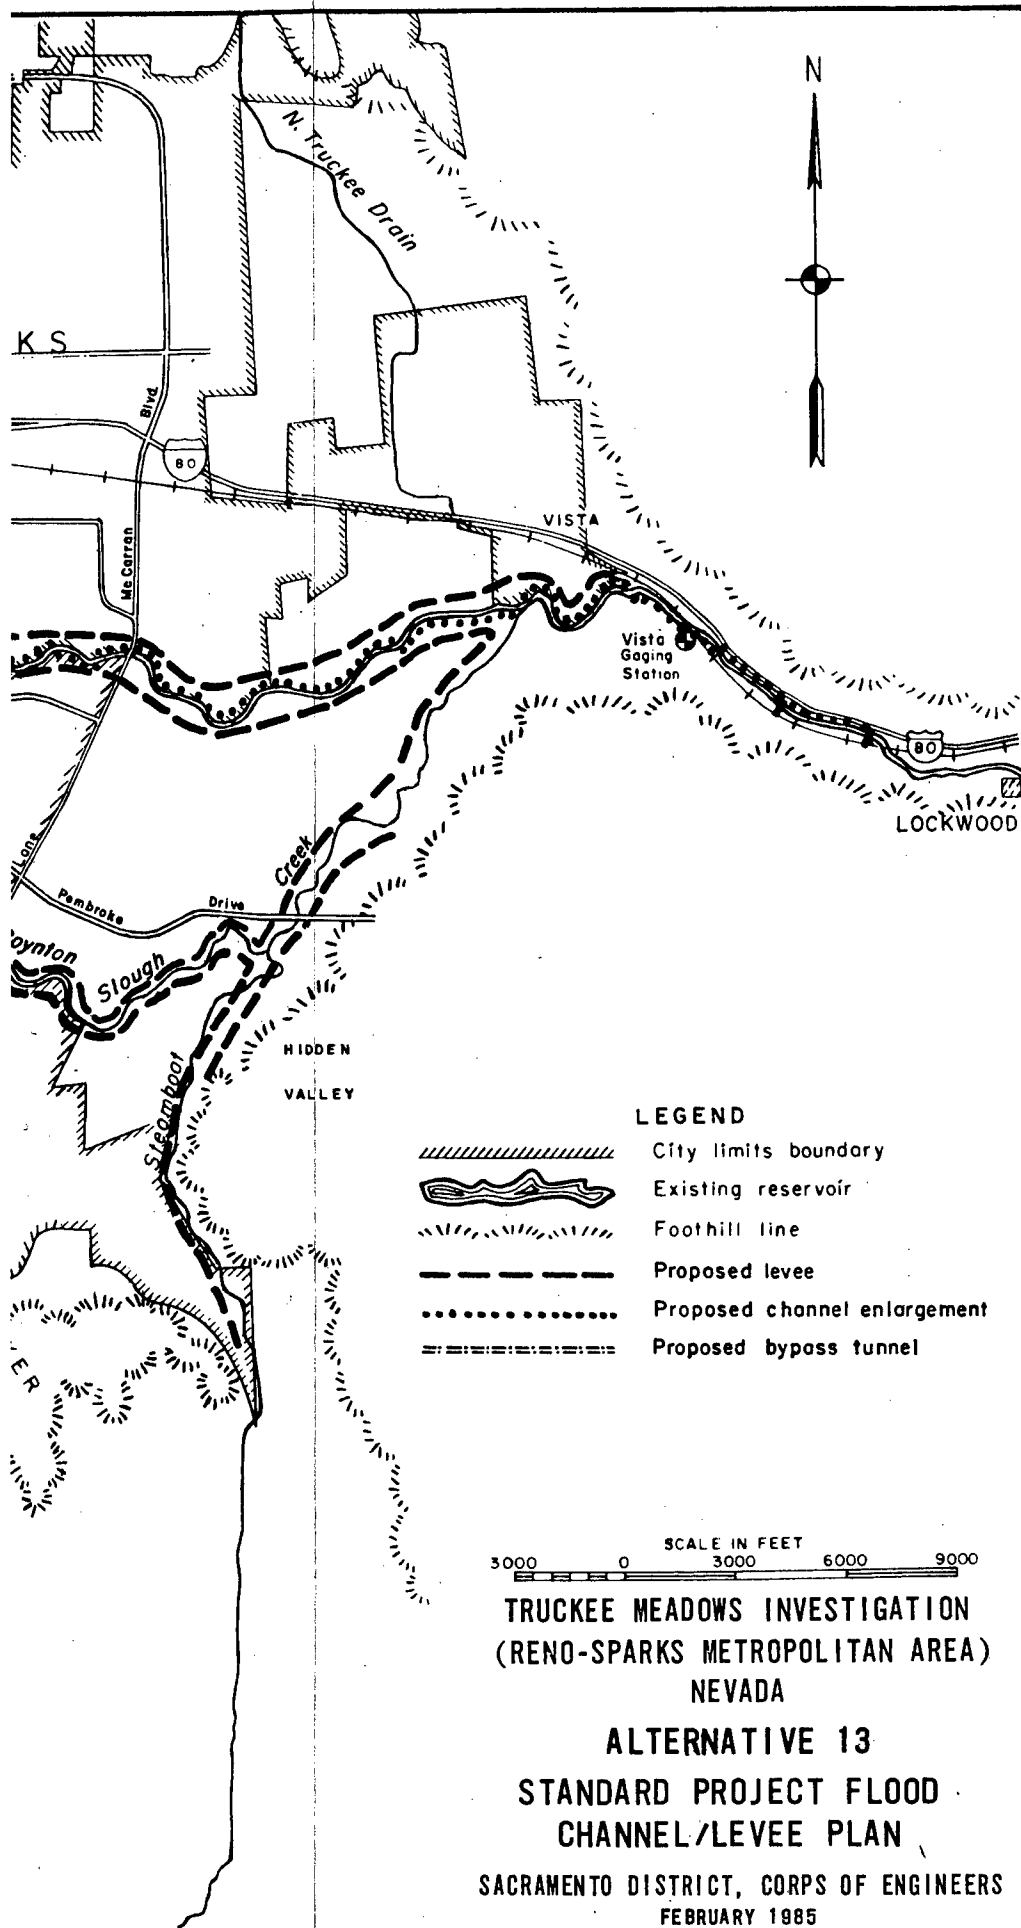 N
N. Truckee Drain
KS
Blvd.
80
VISTA
Mc Carran
Vista
Gaging
Station
80
LOCKWOOD
Lane
Creek
Pembroke
Drive
oynton
Slough
HIDDEN
VALLEY
Steamboat
LEGEND
City limits boundary
Existing reservoir
Foothill line
Proposed levee
Proposed channel enlargement
Proposed bypass tunnel
ER
SCALE IN FEET
3000 0 3000 6000 9000
TRUCKEE MEADOWS INVESTIGATION
(RENO-SPARKS METROPOLITAN AREA)
NEVADA
ALTERNATIVE 13
STANDARD PROJECT FLOOD
CHANNEL/LEVEE PLAN
SACRAMENTO DISTRICT, CORPS OF ENGINEERS
FEBRUARY 1985